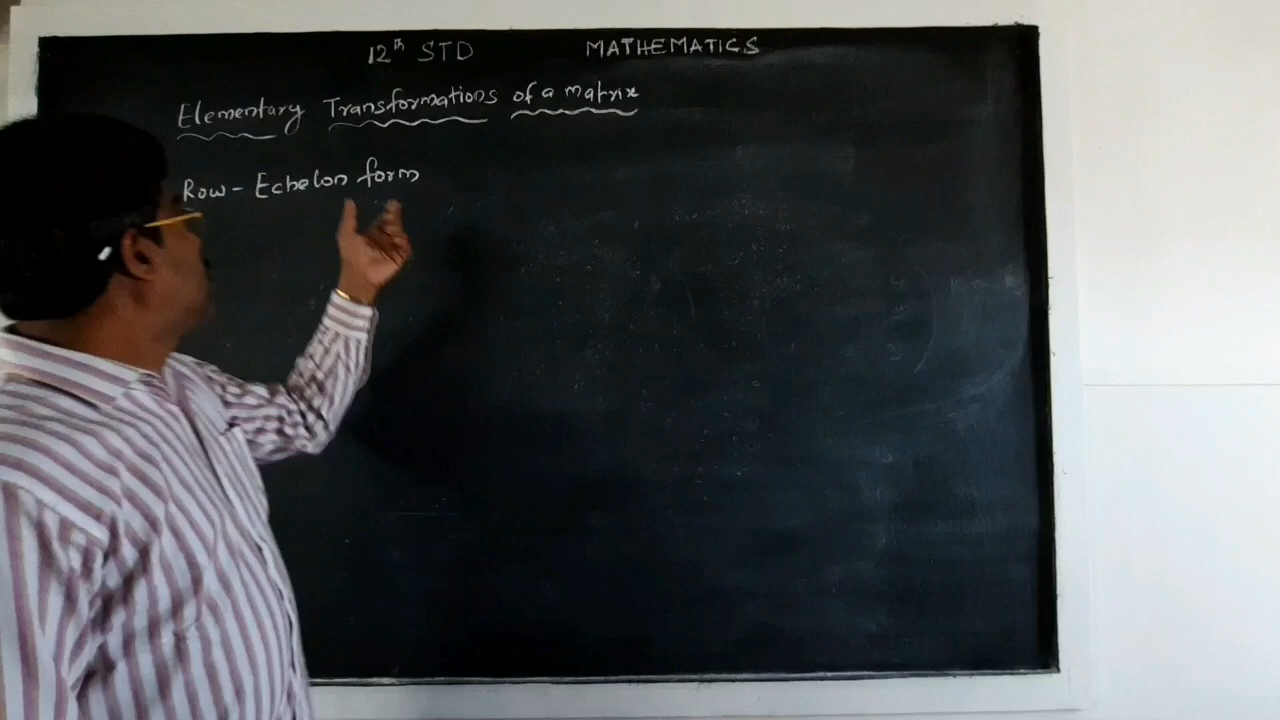 12th STD MATHEMATICS
Elementary Transformations of a matrix
Row - Echelon form